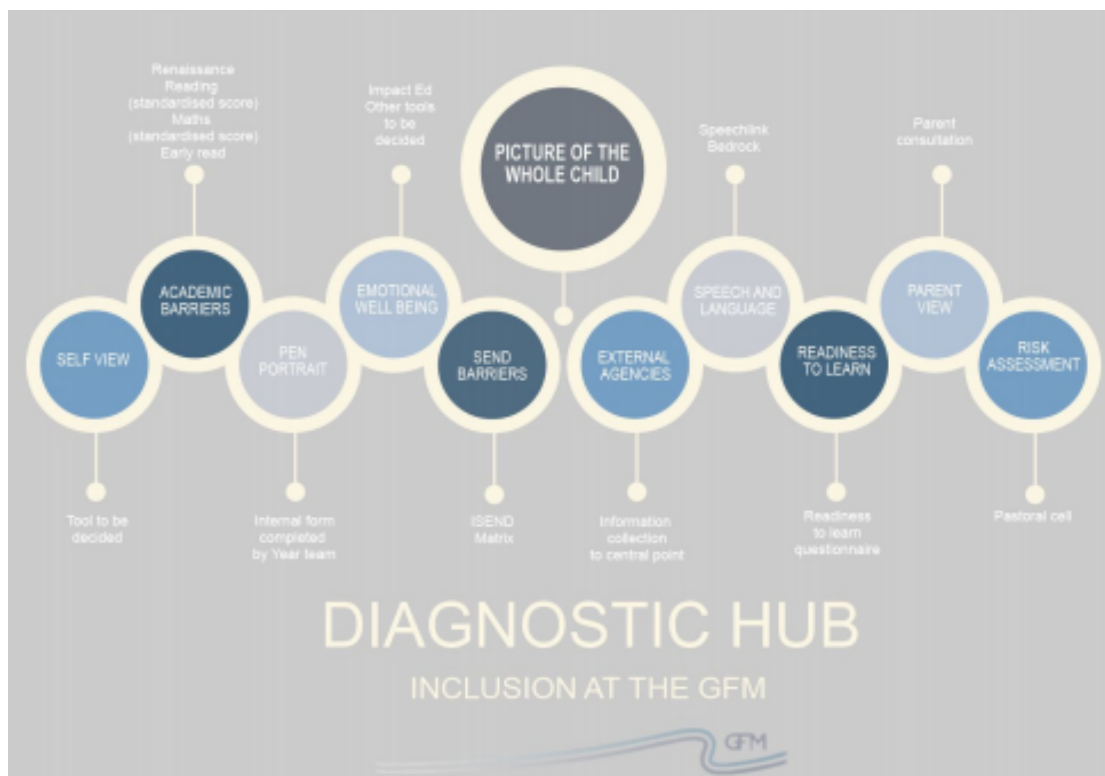 Renaissance
Reading
(standardised score)
Maths
(standardised score)
Early read
Impact Ed
Other tools
to be
decided
PICTURE OF THE
WHOLE CHILD
Speechlink
Bedrock
Parent
consultation
SELF VIEW
ACADEMIC
BARRIERS
PEN
PORTRAIT
EMOTIONAL
WELL BEING
SEND
BARRIERS
EXTERNAL
AGENCIES
SPEECH AND
LANGUAGE
READINESS
TO LEARN
PARENT
VIEW
RISK
ASSESSMENT
Tool to be
decided
Internal form
completed
by Year team
iSEND
Matrix
Information
collection
to central point
Readiness
to learn
questionnaire
Pastoral cell
DIAGNOSTIC HUB
INCLUSION AT THE GFM
GFM